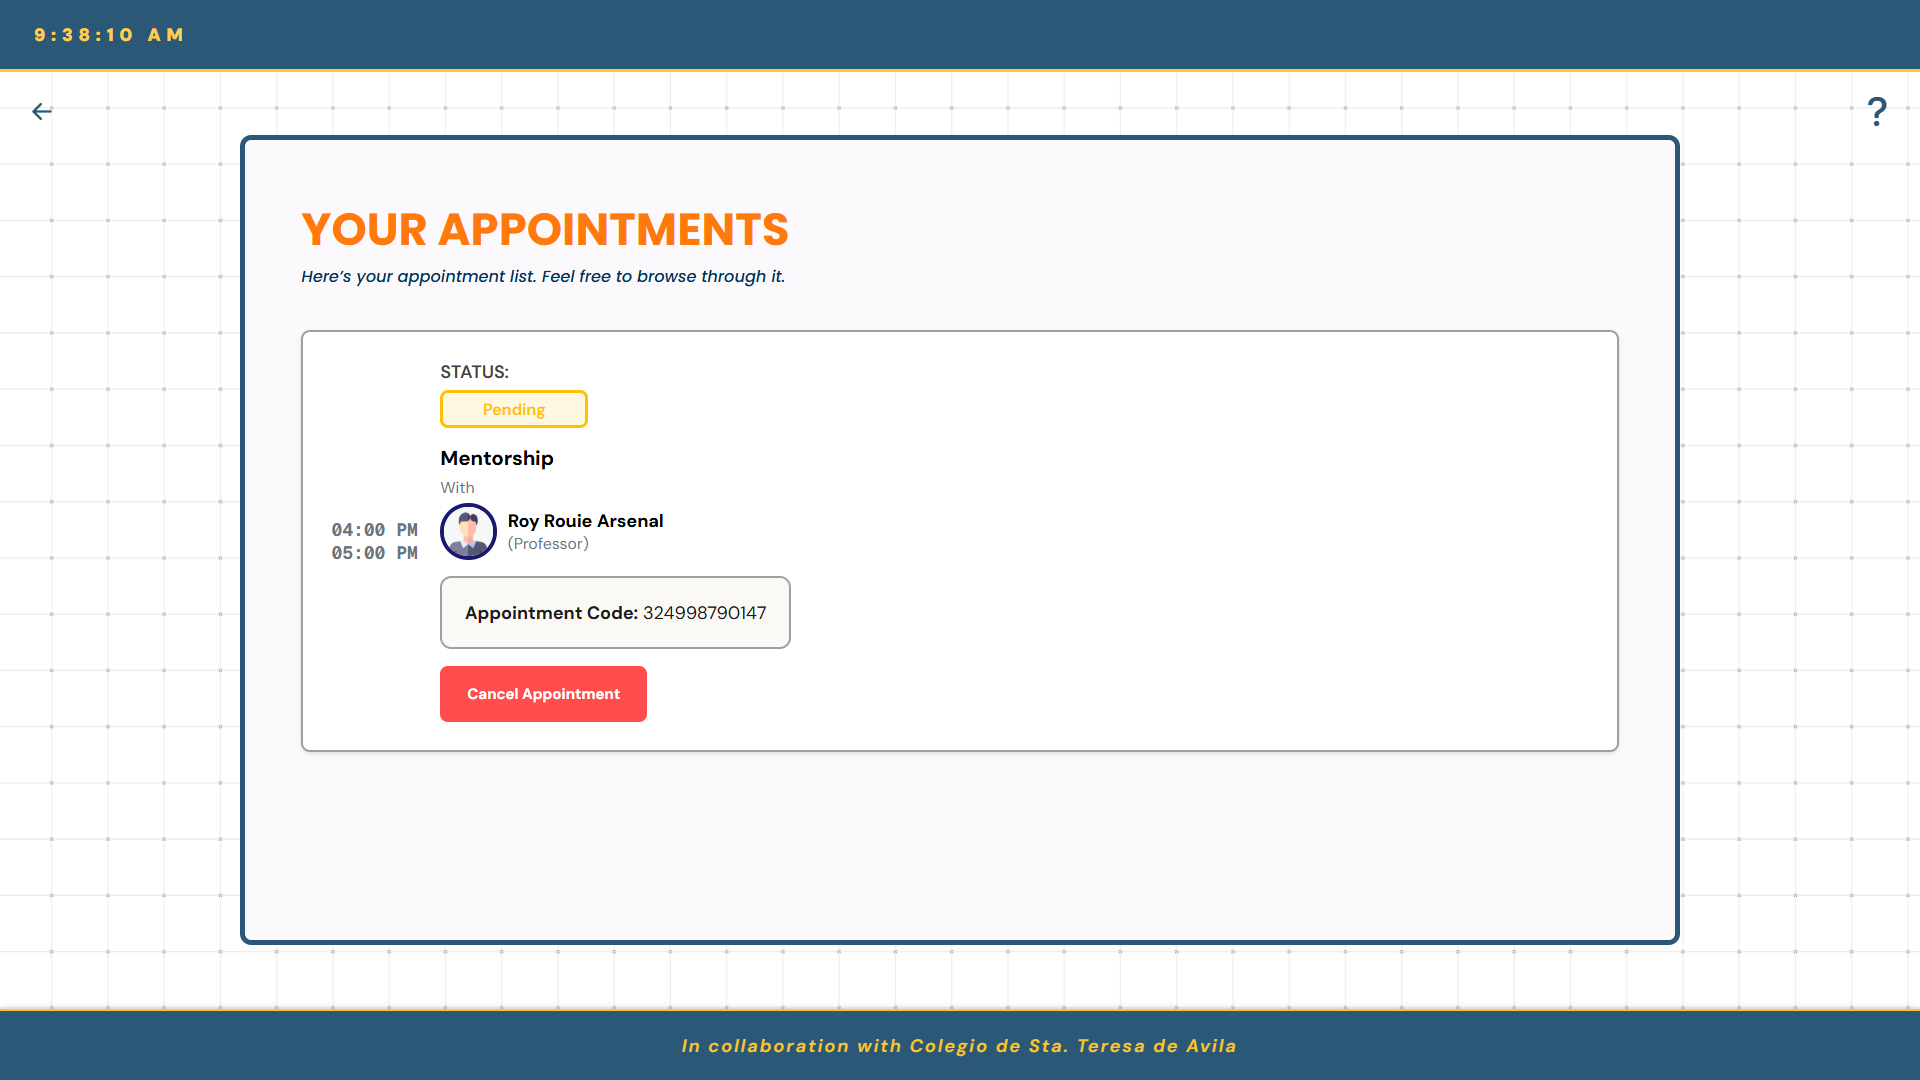 9:38:10 AM
?
YOUR APPOINTMENTS
Here's your appointment list. Feel free to browse through it.
STATUS:
Pending
Mentorship
With
04:00 PM
05:00 PM
Roy Rouie Arsenal
(Professor)
Appointment Code: 324998790147
Cancel Appointment
In collaboration with Colegio de Sta. Teresa de Avila